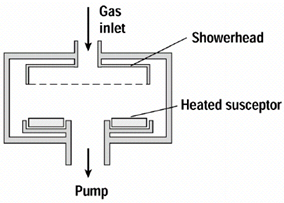 Gas
inlet
Showerhead
Heated susceptor
Pump